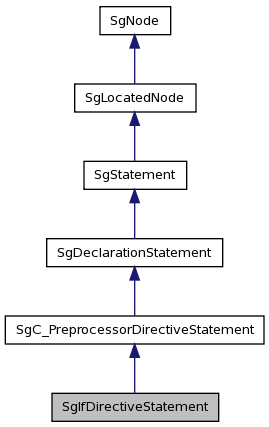 SgNode
SgLocatedNode
SgStatement
SgDeclarationStatement
SgC_PreprocessorDirectiveStatement
SgIfDirectiveStatement